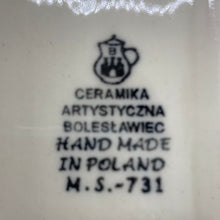 B
CERAMIKA
ARTYSTYCZNA
BOLESŁAWIEC
HAND MADE
IN POLAND
M.S.-731